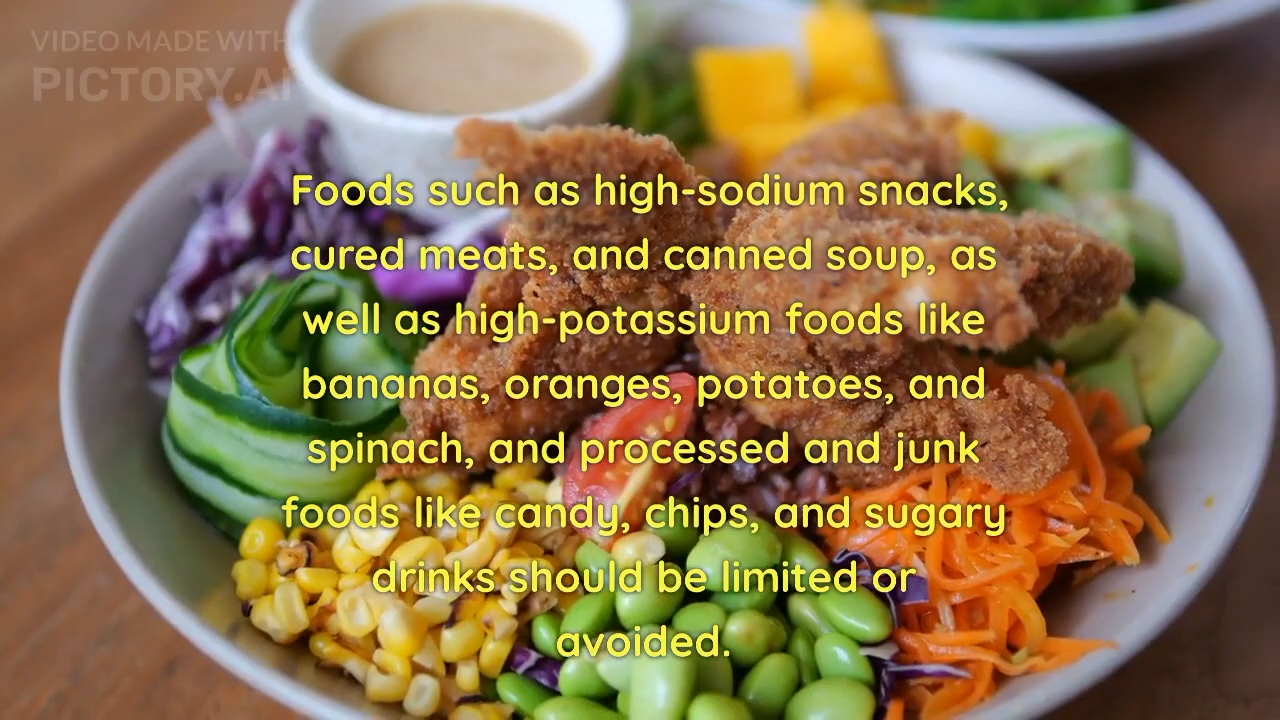 VIDEO MADE WITH
PICTORY.AI
Foods such as high-sodium snacks,
cured meats, and canned soup, as
well as high-potassium foods like
bananas, oranges, potatoes, and
spinach, and processed and junk
foods like candy, chips, and sugary
drinks should be limited or
avoided.